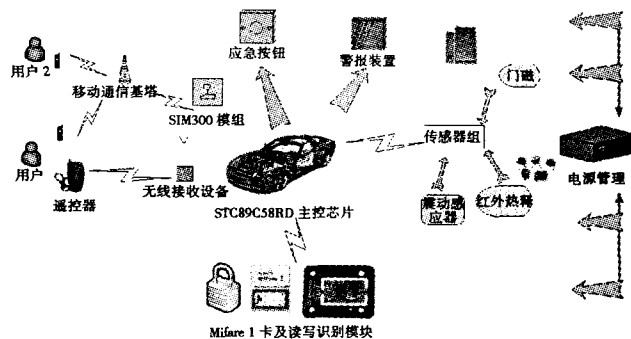 应急按钮
警报装置
用户 2
移动通信基塔
SIM300 模组
门磁
传感器组
用户
遥控器
无线接收设备
STC89C58RD 主控芯片
震动感
应器
红外热释
电源管理
Mifare 1 卡及读写识别模块